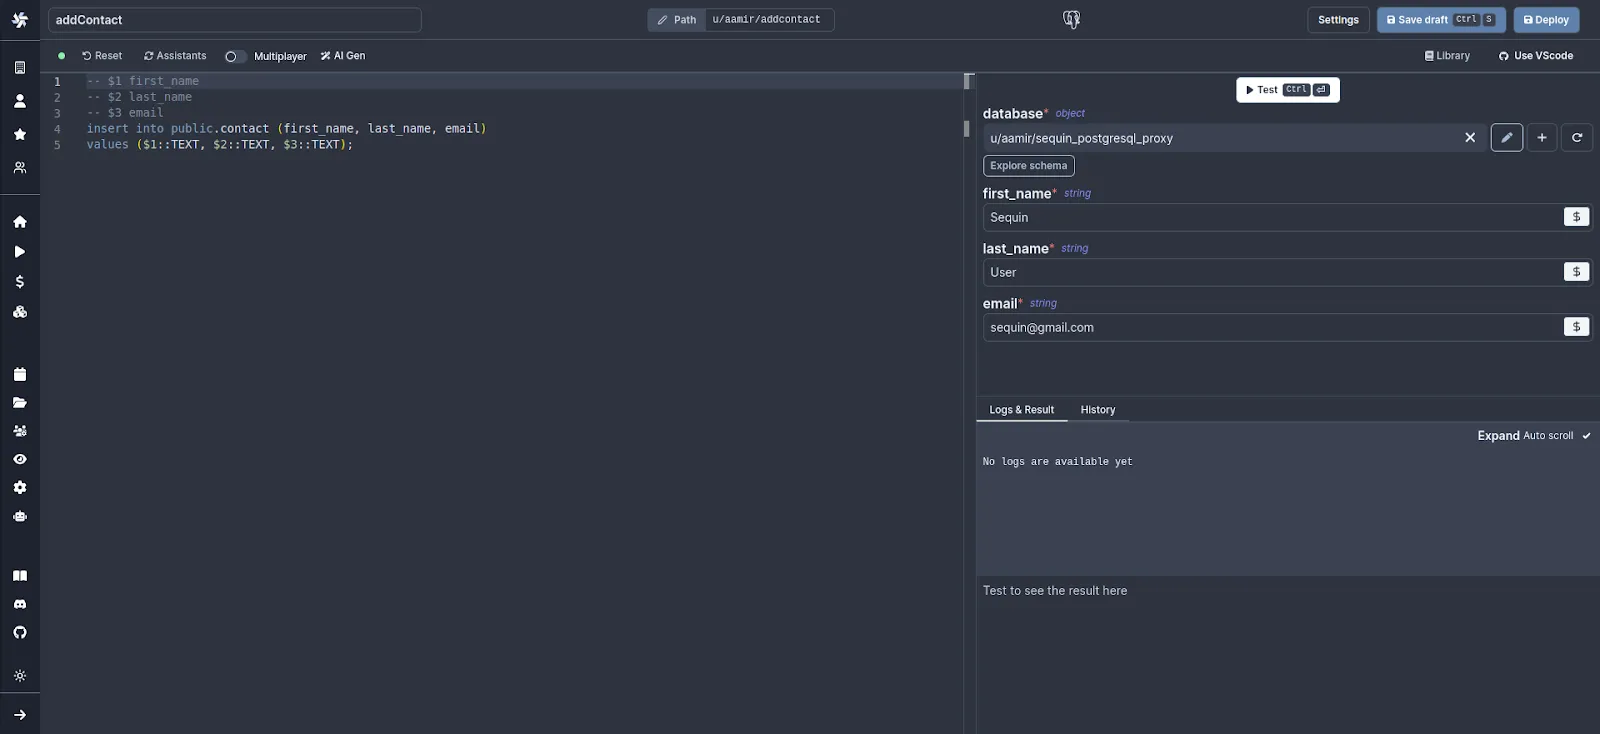 addContact
Path u/aamir/addcontact
Settings Save draft Ctrl S Deploy
Reset Assistants Multiplayer AI Gen
Library Use VScode
1 -- $1 first_name
2 -- $2 last_name
3 -- $3 email
4 insert into public.contact (first_name, last_name, email)
5 values ($1::TEXT, $2::TEXT, $3::TEXT);
Test Ctrl
database* object
u/aamir/sequin_postgresql_proxy
Explore schema
first_name* string
Sequin $
last_name* string
User $
email* string
sequin@gmail.com $
Logs & Result History
Expand Auto scroll
No logs are available yet
Test to see the result here